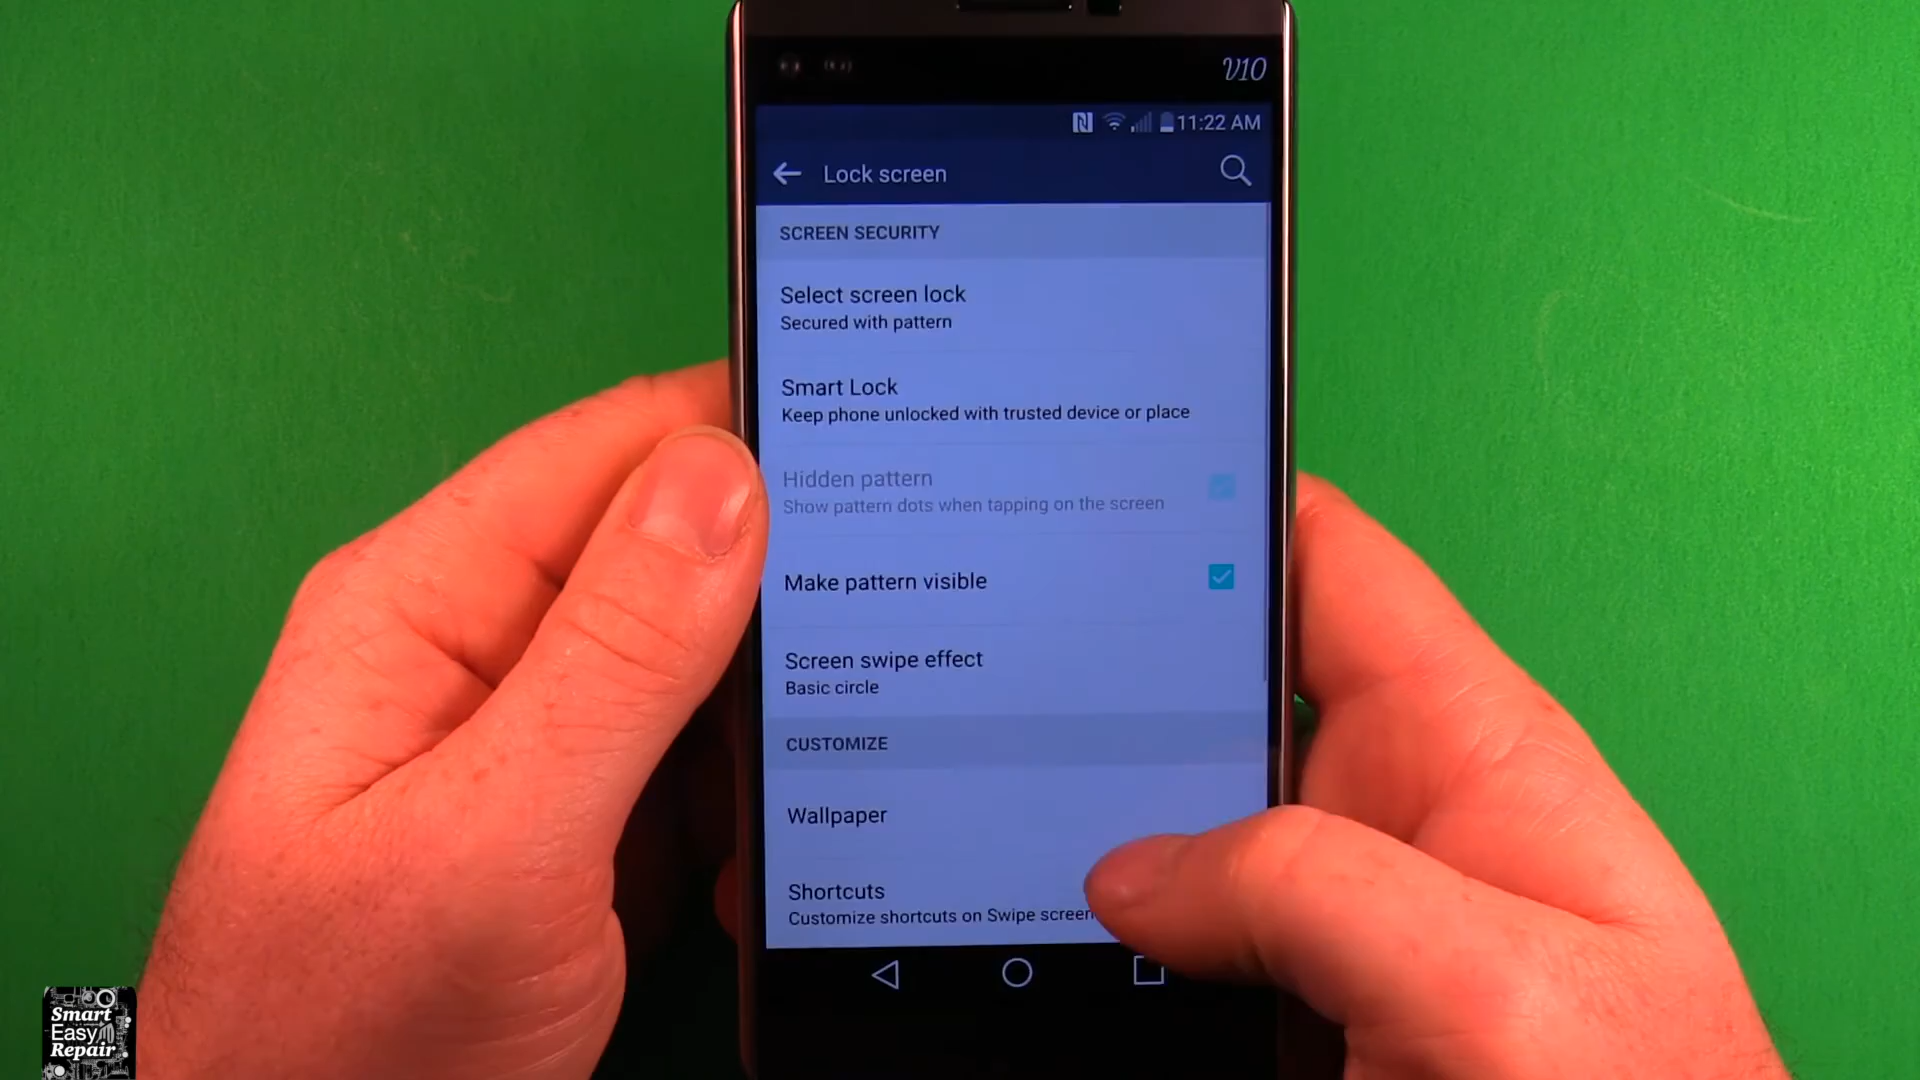 V10
11:22 AM
Lock screen
SCREEN SECURITY
Select screen lock
Secured with pattern
Smart Lock
Keep phone unlocked with trusted device or place
Hidden pattern
Show pattern dots when tapping on the screen
Make pattern visible
Screen swipe effect
Basic circle
CUSTOMIZE
Wallpaper
Shortcuts
Customize shortcuts on Swipe screen
Smart
Easy
Repair